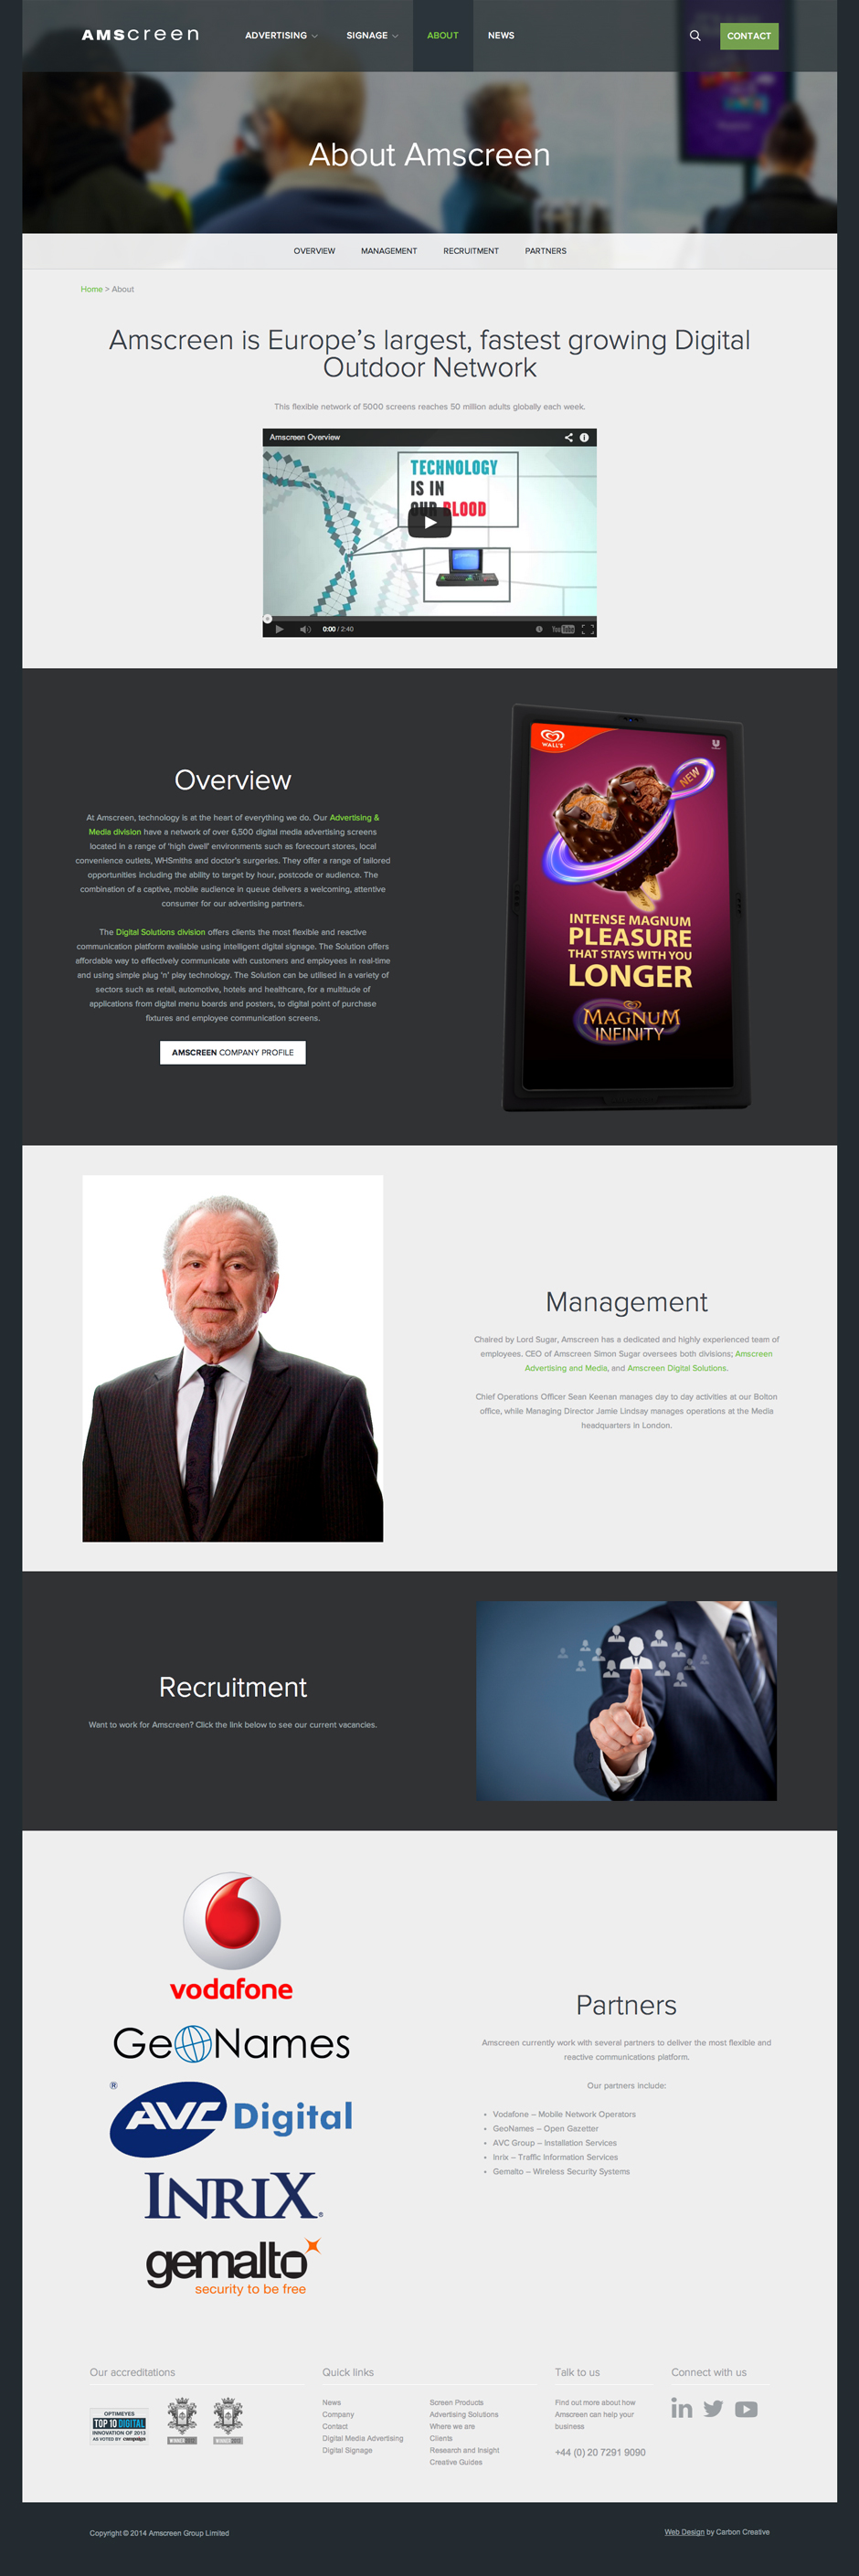 AMSCREEN
ADVERTISING
SIGNAGE
ABOUT
NEWS
CONTACT
About Amscreen
OVERVIEW
MANAGEMENT
RECRUITMENT
PARTNERS
Home > About
Amscreen is Europe's largest, fastest growing Digital
Outdoor Network
This flexible network of 5000 screens reaches 50 million adults globally each week.
Amscreen Overview
TECHNOLOGY
IS IN
OUR BLOOD
0:00 / 2:40
YouTube
Overview
At Amscreen, technology is at the heart of everything we do. Our Advertising &
Media division have a network of over 6,500 digital media advertising screens
located in a range of 'high dwell' environments such as forecourt stores, local
convenience outlets, WHSmiths and doctor's surgeries. They offer a range of tailored
opportunities including the ability to target by hour, postcode or audience. The
combination of a captive, mobile audience in queue delivers a welcoming, attentive
consumer for our advertising partners.
The Digital Solutions division offers clients the most flexible and reactive
communication platform available using intelligent digital signage. The Solution offers
affordable way to effectively communicate with customers and employees in real-time
and using simple plug 'n' play technology. The Solution can be utilised in a variety of
sectors such as retail, automotive, hotels and healthcare, for a multitude of
applications from digital menu boards and posters, to digital point of purchase
fixtures and employee communication screens.
AMSCREEN COMPANY PROFILE
WALL'S
NEW
INTENSE MAGNUM
PLEASURE
THAT STAYS WITH YOU
LONGER
MAGNUM
INFINITY
Management
Chaired by Lord Sugar, Amscreen has a dedicated and highly experienced team of
employees. CEO of Amscreen Simon Sugar oversees both divisions; Amscreen
Advertising and Media, and Amscreen Digital Solutions.
Chief Operations Officer Sean Keenan manages day to day activities at our Bolton
office, while Managing Director Jamie Lindsay manages operations at the Media
headquarters in London.
Recruitment
Want to work for Amscreen? Click the link below to see our current vacancies.
vodafone
GeoNames
® AVC Digital
INRIX®
gemalto
security to be free
Partners
Amscreen currently work with several partners to deliver the most flexible and
reactive communications platform.
Our partners include:
• Vodafone – Mobile Network Operators
• GeoNames – Open Gazetter
• AVC Group – Installation Services
• Inrix – Traffic Information Services
• Gemalto – Wireless Security Systems
Our accreditations
OPTIMEYES
TOP 10 DIGITAL
INNOVATION OF 2013
AS VOTED BY campaign
WINNER
WINNER
Quick links
News
Company
Contact
Digital Media Advertising
Digital Signage
Screen Products
Advertising Solutions
Where we are
Clients
Research and Insight
Creative Guides
Talk to us
Find out more about how
Amscreen can help your
business
+44 (0) 20 7291 9090
Connect with us
in
Copyright © 2014 Amscreen Group Limited
Web Design by Carbon Creative